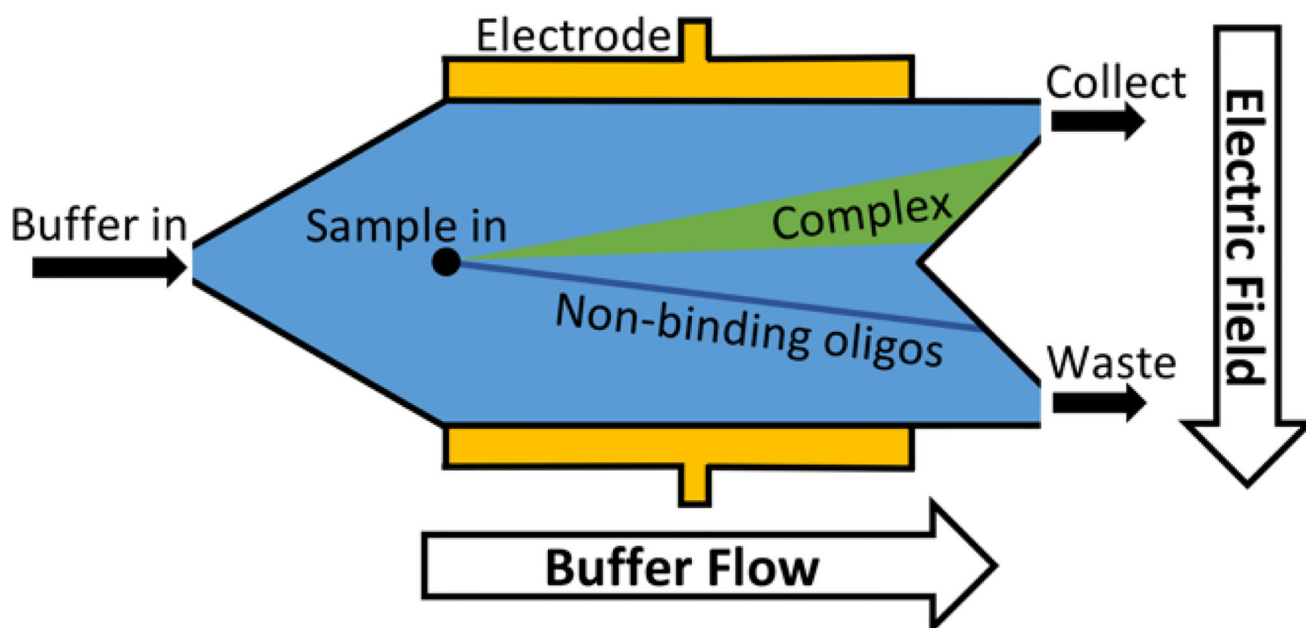 Electrode
Collect
Buffer in
Sample in
Complex
Non-binding oligos
Waste
Electric Field
Buffer Flow